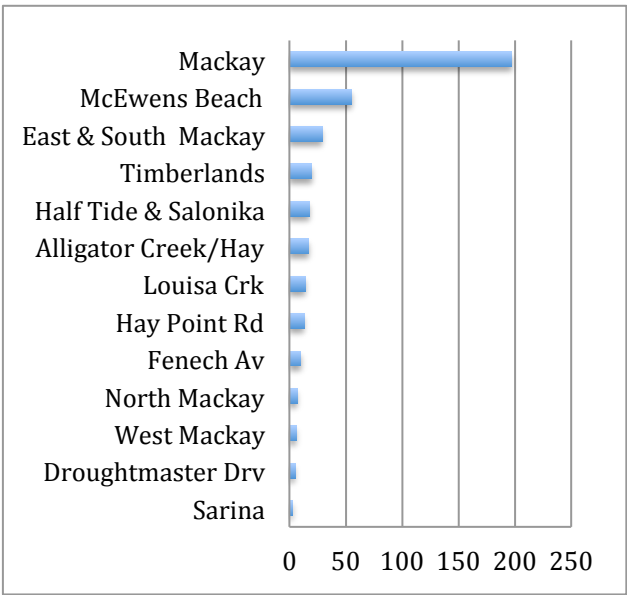 Mackay
McEwens Beach
East & South  Mackay
Timberlands
Half Tide & Salonika
Alligator Creek/Hay
Louisa Crk
Hay Point Rd
Fenech Av
North Mackay
West Mackay
Droughtmaster Drv
Sarina
0 50 100 150 200 250